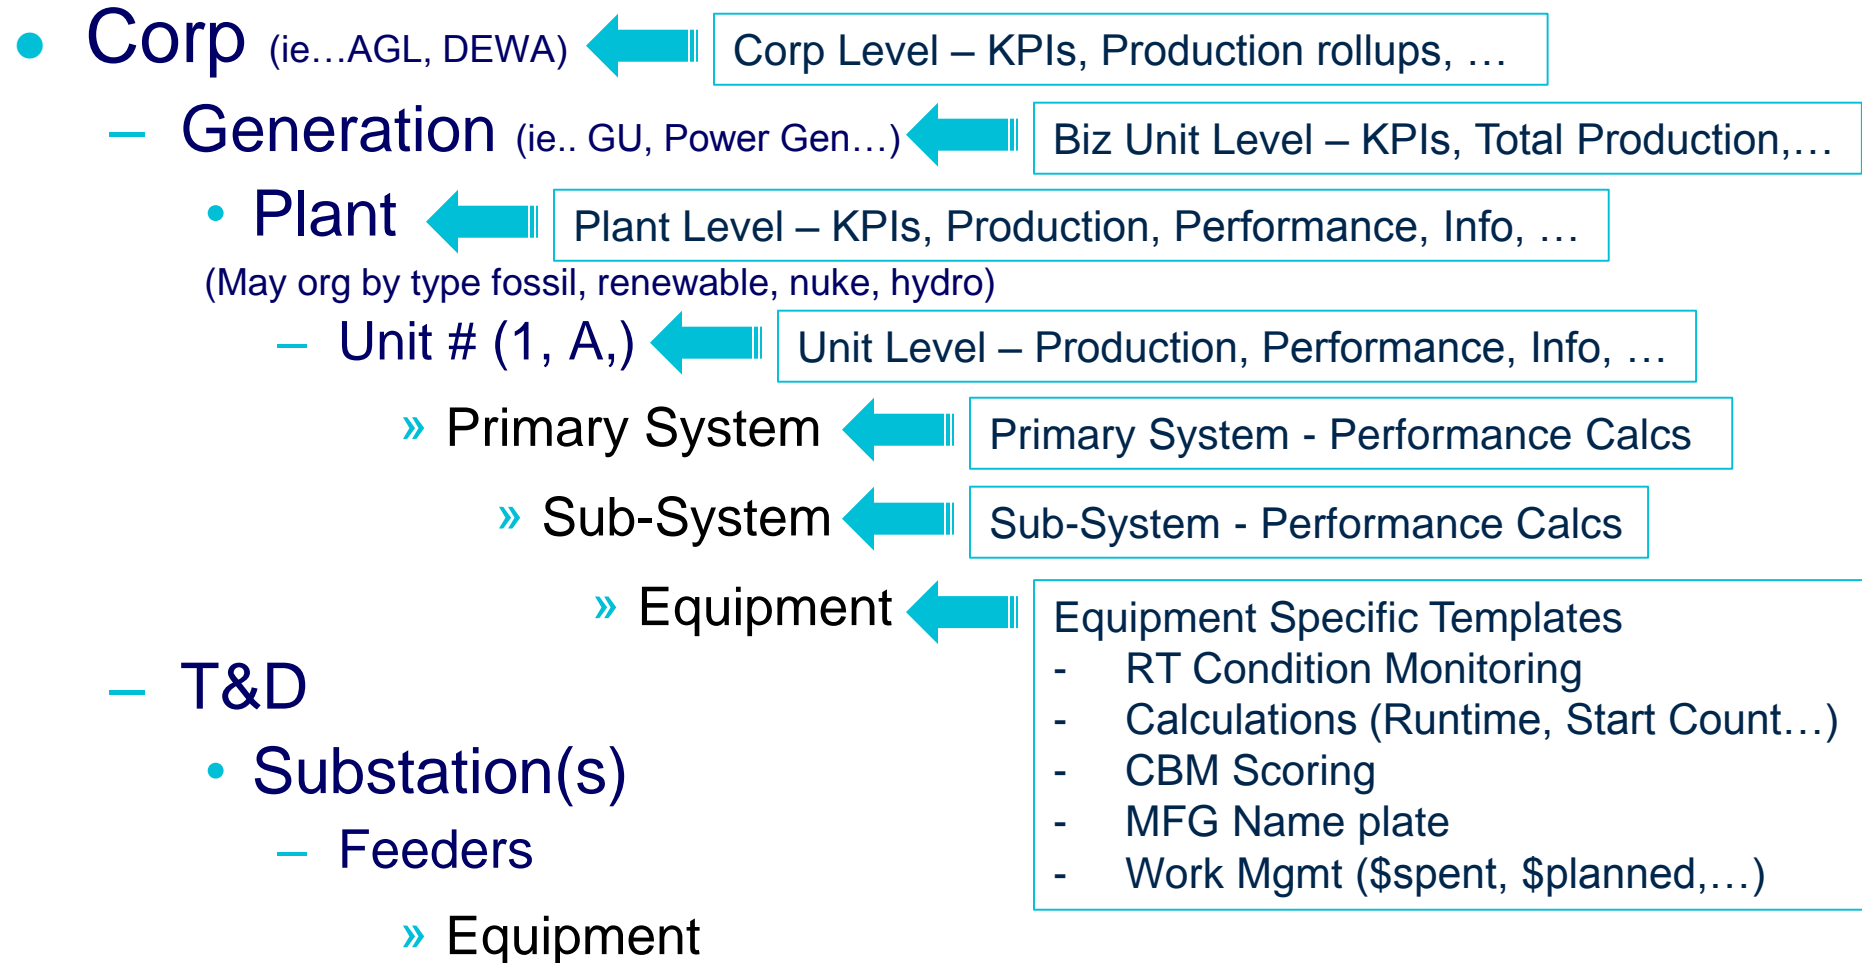 • Corp (ie…AGL, DEWA)
Corp Level – KPIs, Production rollups, …
– Generation (ie.. GU, Power Gen…)
Biz Unit Level – KPIs, Total Production,…
• Plant
Plant Level – KPIs, Production, Performance, Info, …
(May org by type fossil, renewable, nuke, hydro)
– Unit # (1, A,)
Unit Level – Production, Performance, Info, …
» Primary System
Primary System - Performance Calcs
» Sub-System
Sub-System - Performance Calcs
» Equipment
Equipment Specific Templates
- RT Condition Monitoring
- Calculations (Runtime, Start Count…)
- CBM Scoring
- MFG Name plate
- Work Mgmt ($spent, $planned,…)
– T&D
• Substation(s)
– Feeders
» Equipment